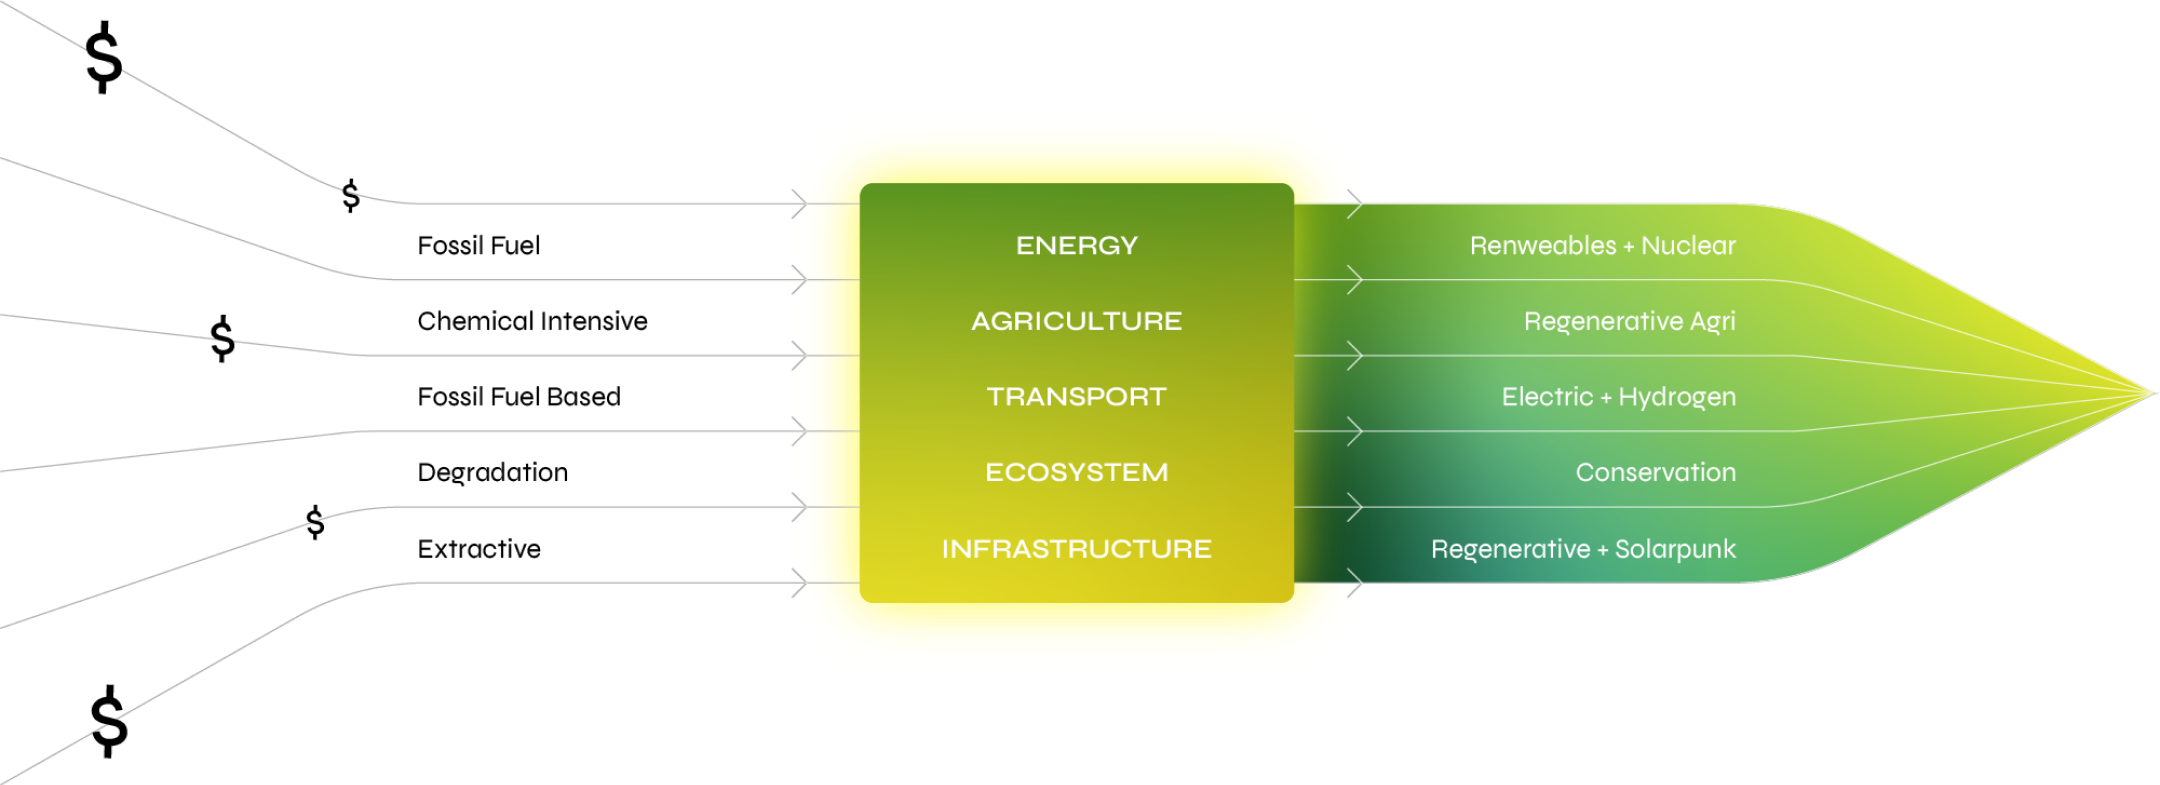 $
$
Fossil Fuel ENERGY Renweables + Nuclear
$
Chemical Intensive AGRICULTURE Regenerative Agri
Fossil Fuel Based TRANSPORT Electric + Hydrogen
Degradation ECOSYSTEM Conservation
$
Extractive INFRASTRUCTURE Regenerative + Solarpunk
$